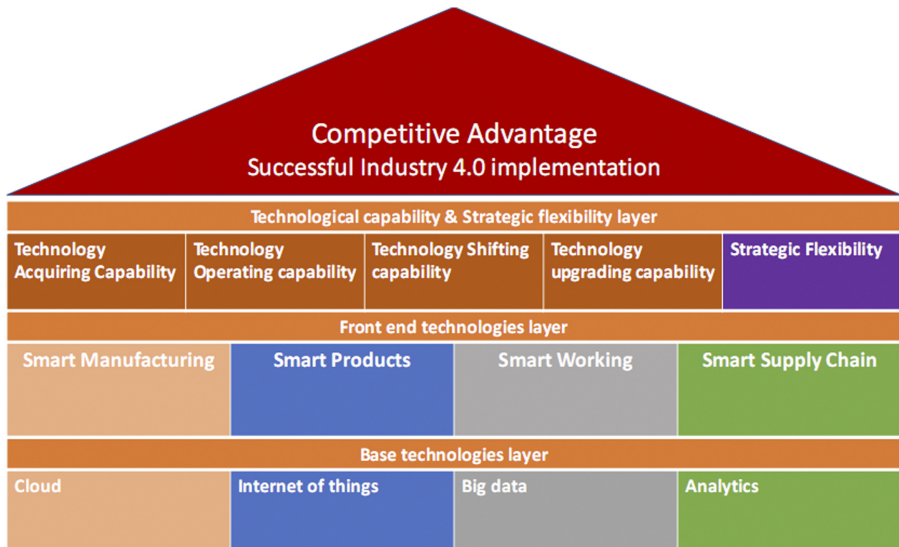 Competitive Advantage
Successful Industry 4.0 implementation
Technological capability & Strategic flexibility layer
Technology
Acquiring Capability
Technology
Operating capability
Technology Shifting
capability
Technology
upgrading capability
Strategic Flexibility
Front end technologies layer
Smart Manufacturing
Smart Products
Smart Working
Smart Supply Chain
Base technologies layer
Cloud
Internet of things
Big data
Analytics